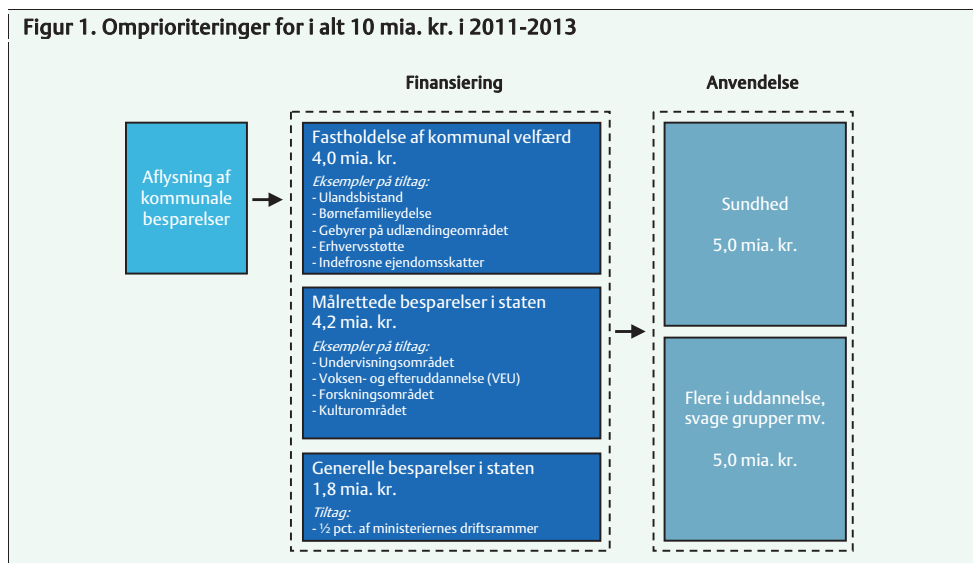 Figur 1. Omprioriteringer for i alt 10 mia. kr. i 2011-2013
Finansiering
Anvendelse
Aflysning af
kommunale
besparelser
Fastholdelse af kommunal velfærd
4,0 mia. kr.
Eksempler på tiltag:
- Ulandsbistand
- Børnefamilieydelse
- Gebyrer på udlændingeområdet
- Erhvervsstøtte
- Indefrosne ejendomsskatter
Målrettede besparelser i staten
4,2 mia. kr.
Eksempler på tiltag:
- Undervisningsområdet
- Voksen- og efteruddannelse (VEU)
- Forskningsområdet
- Kulturområdet
Generelle besparelser i staten
1,8 mia. kr.
Tiltag:
- ½ pct. af ministeriernes driftsrammer
Sundhed
5,0 mia. kr.
Flere i uddannelse,
svage grupper mv.
5,0 mia. kr.